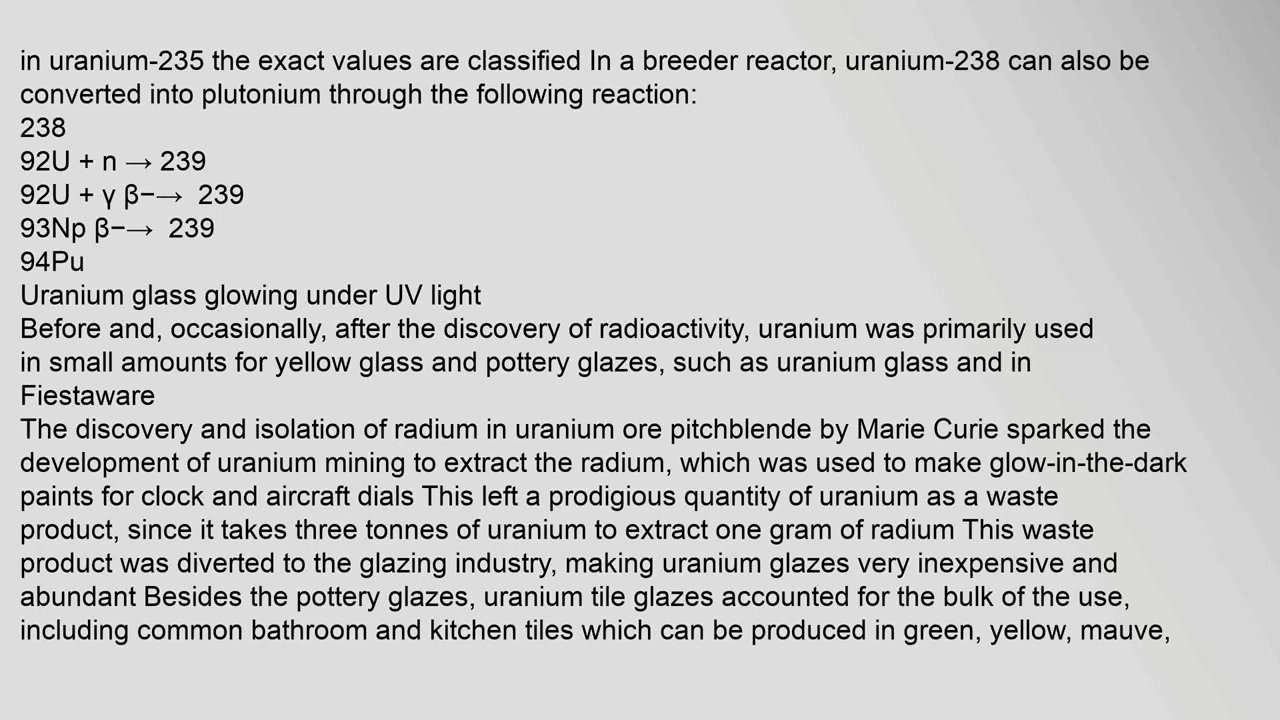 in uranium-235 the exact values are classified In a breeder reactor, uranium-238 can also be
converted into plutonium through the following reaction:
238
92U + n → 239
92U + γ β−→  239
93Np β−→  239
94Pu
Uranium glass glowing under UV light
Before and, occasionally, after the discovery of radioactivity, uranium was primarily used
in small amounts for yellow glass and pottery glazes, such as uranium glass and in
Fiestaware
The discovery and isolation of radium in uranium ore pitchblende by Marie Curie sparked the
development of uranium mining to extract the radium, which was used to make glow-in-the-dark
paints for clock and aircraft dials This left a prodigious quantity of uranium as a waste
product, since it takes three tonnes of uranium to extract one gram of radium This waste
product was diverted to the glazing industry, making uranium glazes very inexpensive and
abundant Besides the pottery glazes, uranium tile glazes accounted for the bulk of the use,
including common bathroom and kitchen tiles which can be produced in green, yellow, mauve,